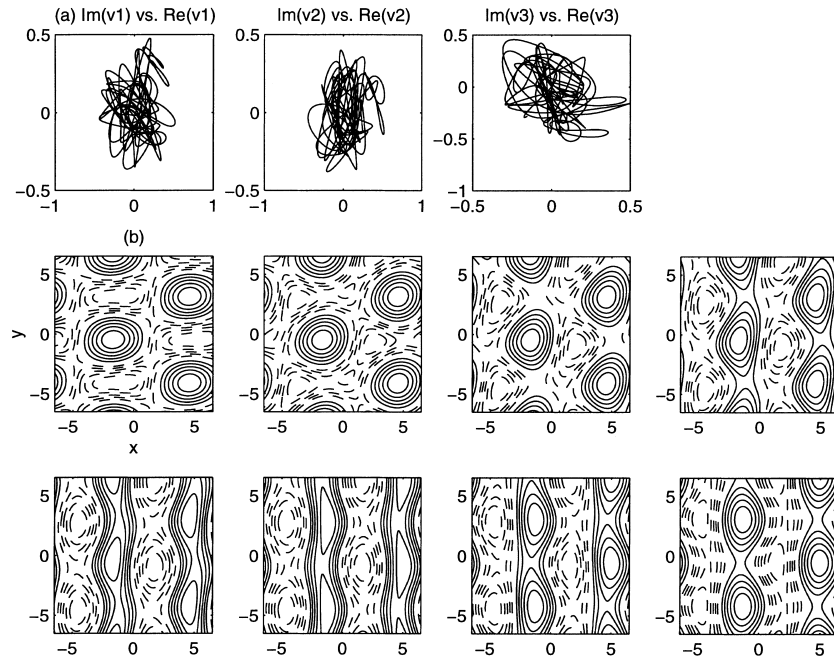 (a) Im(v1) vs. Re(v1) Im(v2) vs. Re(v2) Im(v3) vs. Re(v3)
0.5 0.5 0.5
0 0 0
-0.5
-0.5 -0.5 -1
-1 0 1 -1 0 1 -0.5 0 0.5
(b)
5 5 5 5
y 0 0 0 0
-5 -5 -5 -5
-5 0 5 -5 0 5 -5 0 5 -5 0 5
x
5 5 5 5
0 0 0 0
-5 -5 -5 -5
-5 0 5 -5 0 5 -5 0 5 -5 0 5